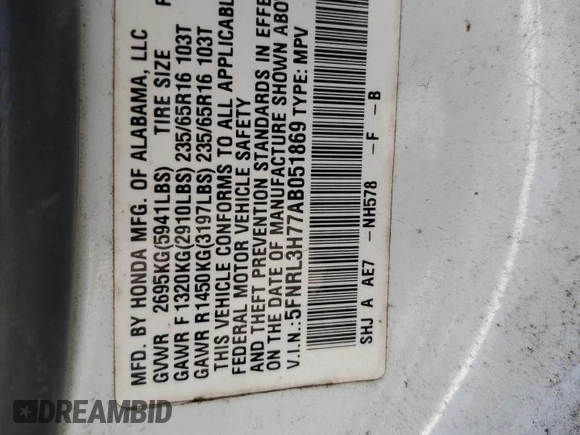 MFD. BY HONDA MFG. OF ALABAMA, LLC
GVWR 2695KG(5941LBS) TIRE SIZE
GAWR F 1320KG(2910LBS) 235/65R16 103T
GAWR R 1450KG(3197LBS) 235/65R16 103T
THIS VEHICLE CONFORMS TO ALL APPLICABL
FEDERAL MOTOR VEHICLE SAFETY
AND THEFT PREVENTION STANDARDS IN EFFE
ON THE DATE OF MANUFACTURE SHOWN ABO
V.I.N.:5FNRL3H77AB051869 TYPE: MPV
SHJ A AE7 -NH578 -F -B
DREAMBID